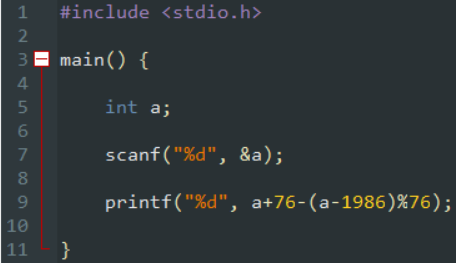 1 #include <stdio.h>
2
3 main() {
4
5 int a;
6
7 scanf("%d", &a);
8
9 printf("%d", a+76-(a-1986)%76);
10
11 }